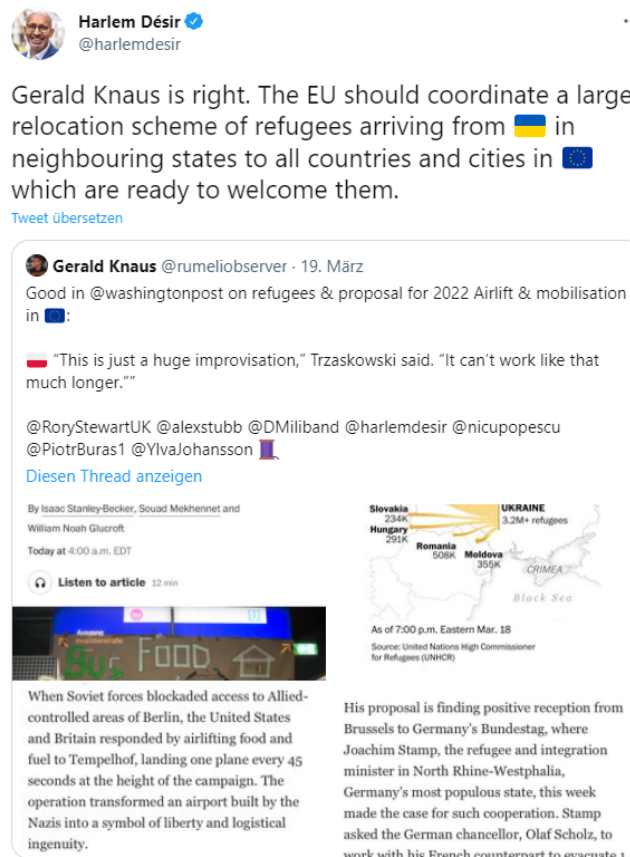 Harlem Désir
@harlemdesir
Gerald Knaus is right. The EU should coordinate a large
relocation scheme of refugees arriving from 🇺🇦 in
neighbouring states to all countries and cities in 🇪🇺
which are ready to welcome them.
Tweet übersetzen
Gerald Knaus @rumeliobserver · 19. März
Good in @washingtonpost on refugees & proposal for 2022 Airlift & mobilisation
in 🇪🇺:
🇵🇱 “This is just a huge improvisation,” Trzaskowski said. “It can’t work like that
much longer.””
@RoryStewartUK @alexstubb @DMiliband @harlemdesir @nicupopescu
@PiotrBuras1 @YlvaJohansson 🧵
Diesen Thread anzeigen
By Isaac Stanley-Becker, Souad Mekhennet and
William Noah Glucroft
Today at 4:00 a.m. EDT
Listen to article 12 min
Ausgang
Invalidenstraße
BUS FOOD
When Soviet forces blockaded access to Allied-
controlled areas of Berlin, the United States
and Britain responded by airlifting food and
fuel to Tempelhof, landing one plane every 45
seconds at the height of the campaign. The
operation transformed an airport built by the
Nazis into a symbol of liberty and logistical
ingenuity.
Slovakia
234K
Hungary
291K
Romania
508K
Moldova
355K
UKRAINE
3.2M+ refugees
CRIMEA
Black Sea
As of 7:00 p.m. Eastern Mar. 18
Source: United Nations High Commissioner
for Refugees (UNHCR)
His proposal is finding positive reception from
Brussels to Germany’s Bundestag, where
Joachim Stamp, the refugee and integration
minister in North Rhine-Westphalia,
Germany’s most populous state, this week
made the case for such cooperation. Stamp
asked the German chancellor, Olaf Scholz, to
work with his French counterpart to evacuate 1